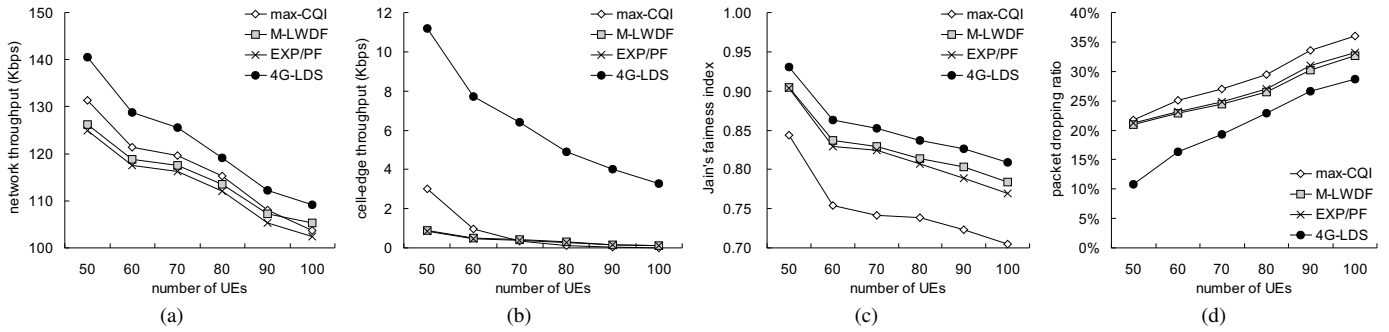 150
140
130
120
110
100
50 60 70 80 90 100
network throughput (Kbps)
number of UEs
max-CQI
M-LWDF
EXP/PF
4G-LDS
(a)
12
10
8
6
4
2
0
50 60 70 80 90 100
cell-edge throughput (Kbps)
number of UEs
max-CQI
M-LWDF
EXP/PF
4G-LDS
(b)
1.00
0.95
0.90
0.85
0.80
0.75
0.70
50 60 70 80 90 100
Jain's fairness index
number of UEs
max-CQI
M-LWDF
EXP/PF
4G-LDS
(c)
40%
35%
30%
25%
20%
15%
10%
5%
0%
50 60 70 80 90 100
packet dropping ratio
number of UEs
max-CQI
M-LWDF
EXP/PF
4G-LDS
(d)